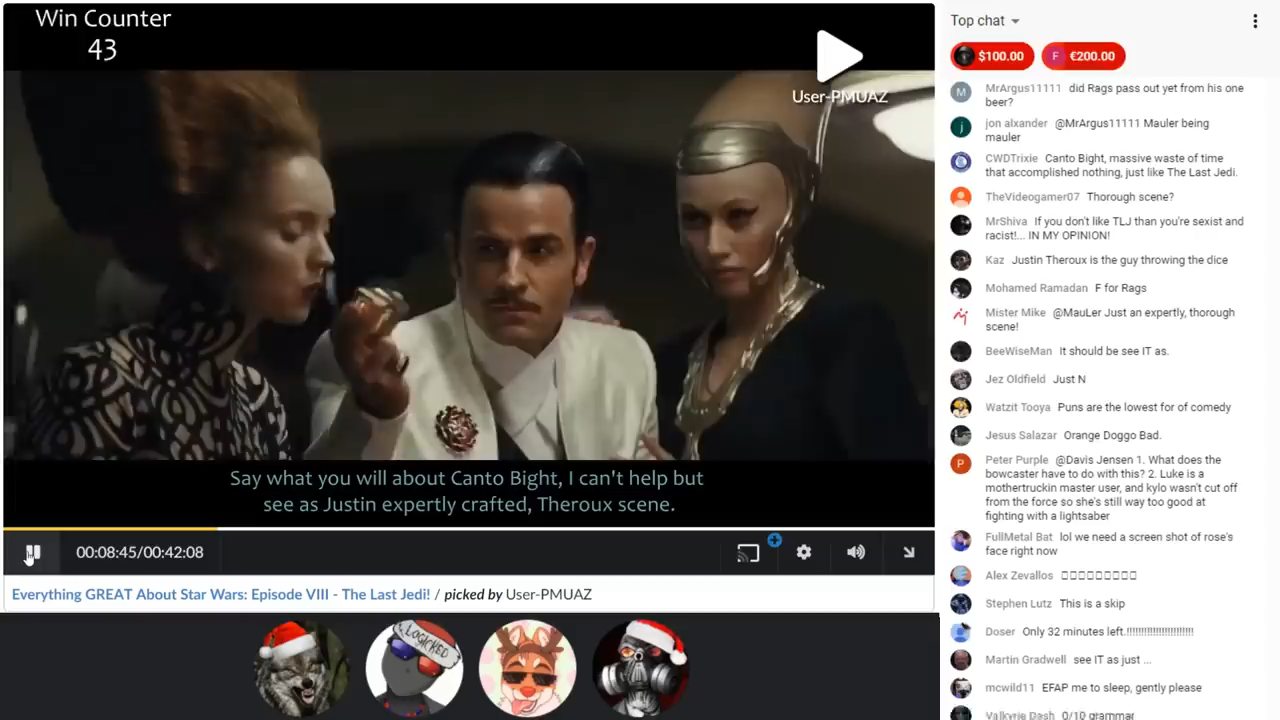 Win Counter
43
User-PMUAZ
Say what you will about Canto Bight, I can't help but
see as Justin expertly crafted, Theroux scene.
00:08:45/00:42:08
Everything GREAT About Star Wars: Episode VIII - The Last Jedi! / picked by User-PMUAZ
LOGICKED
Top chat
$100.00
F €200.00
M MrArgus11111 did Rags pass out yet from his one
beer?
j jon alxander @MrArgus11111 Mauler being
mauler
CWDTrixie Canto Bight, massive waste of time
that accomplished nothing, just like The Last Jedi.
TheVideogamer07 Thorough scene?
MrShiva If you don't like TLJ than you're sexist and
racist!... IN MY OPINION!
Kaz Justin Theroux is the guy throwing the dice
Mohamed Ramadan F for Rags
Mister Mike @MauLer Just an expertly, thorough
scene!
BeeWiseMan It should be see IT as.
Jez Oldfield Just N
Watzit Tooya Puns are the lowest for of comedy
Jesus Salazar Orange Doggo Bad.
P Peter Purple @Davis Jensen 1. What does the
bowcaster have to do with this? 2. Luke is a
mothertruckin master user, and kylo wasn't cut off
from the force so she's still way too good at
fighting with a lightsaber
FullMetal Bat lol we need a screen shot of rose's
face right now
Alex Zevallos
Stephen Lutz This is a skip
Doser Only 32 minutes left.!!!!!!!!!!!!!!!!!!!!!!!!
Martin Gradwell see IT as just ...
mcwild11 EFAP me to sleep, gently please
Valkyrie Dash 0/10 grammar